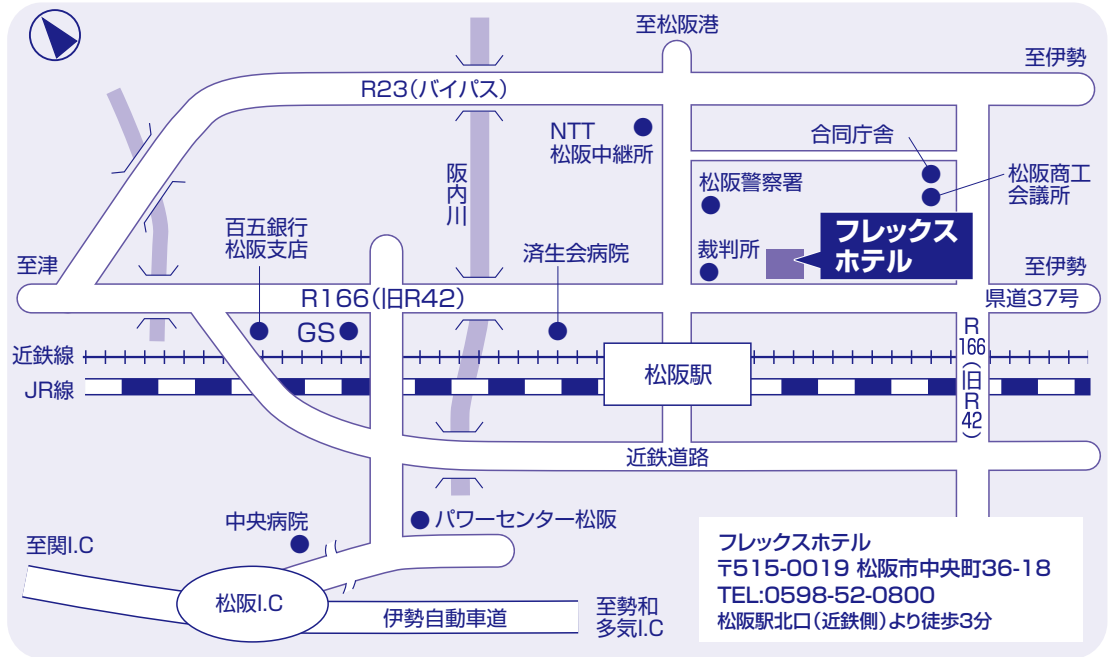 至松阪港
至伊勢
R23(バイパス)
NTT
松阪中継所
合同庁舎
松阪商工
会議所
阪内川
松阪警察署
百五銀行
松阪支店
済生会病院
裁判所
フレックス
ホテル
至津
至伊勢
R166(旧R42)
県道37号
GS
近鉄線
JR線
松阪駅
R166(旧R42)
近鉄道路
中央病院
パワーセンター松阪
至関I.C
松阪I.C
伊勢自動車道
至勢和
多気I.C
フレックスホテル
〒515-0019 松阪市中央町36-18
TEL:0598-52-0800
松阪駅北口(近鉄側)より徒歩3分